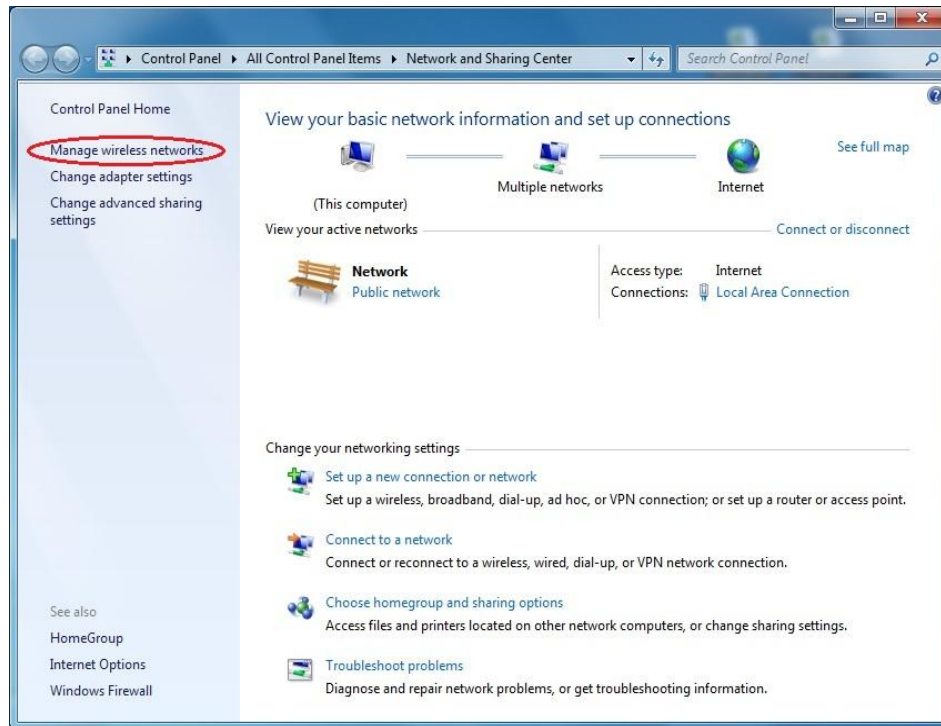 Control Panel ▸ All Control Panel Items ▸ Network and Sharing Center
Search Control Panel
Control Panel Home
Manage wireless networks
Change adapter settings
Change advanced sharing
settings
See also
HomeGroup
Internet Options
Windows Firewall
View your basic network information and set up connections
See full map
(This computer)
Multiple networks
Internet
View your active networks
Connect or disconnect
Network
Public network
Access type: Internet
Connections: Local Area Connection
Change your networking settings
Set up a new connection or network
Set up a wireless, broadband, dial-up, ad hoc, or VPN connection; or set up a router or access point.
Connect to a network
Connect or reconnect to a wireless, wired, dial-up, or VPN network connection.
Choose homegroup and sharing options
Access files and printers located on other network computers, or change sharing settings.
Troubleshoot problems
Diagnose and repair network problems, or get troubleshooting information.